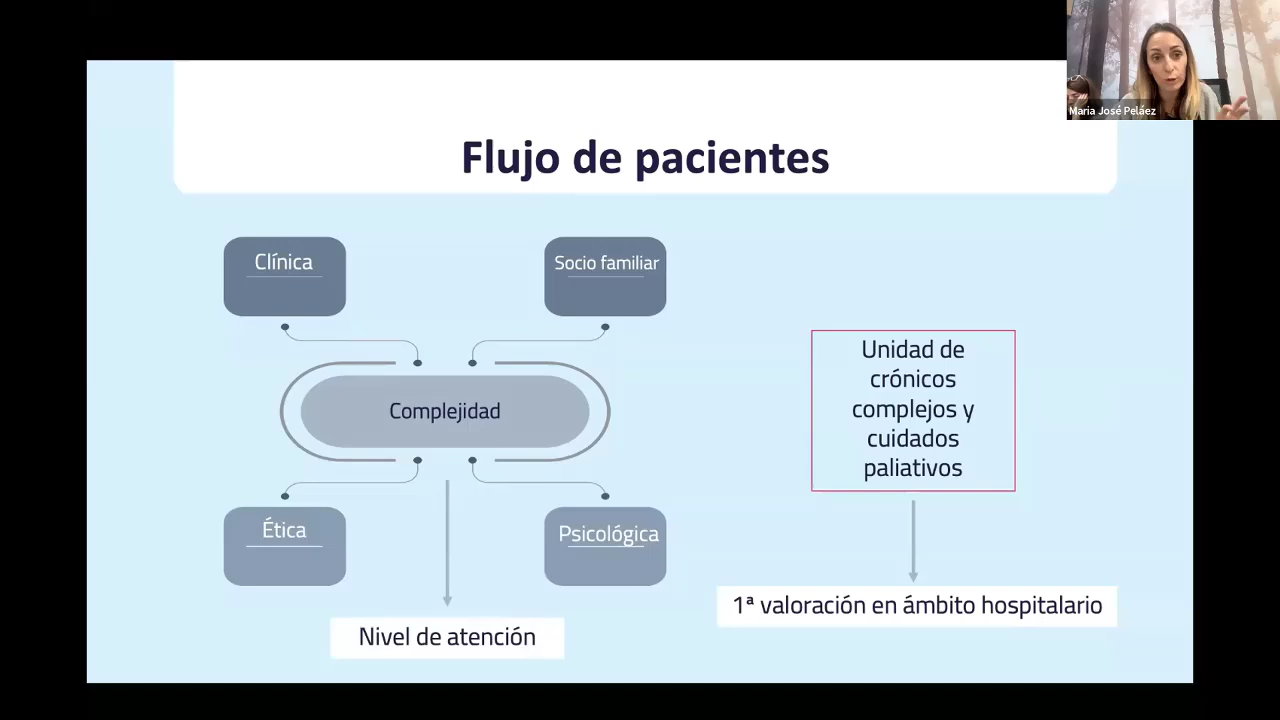 Maria José Peláez
Flujo de pacientes
Clínica
Socio familiar
Complejidad
Ética
Psicológica
Nivel de atención
Unidad de
crónicos
complejos y
cuidados
paliativos
1ª valoración en ámbito hospitalario